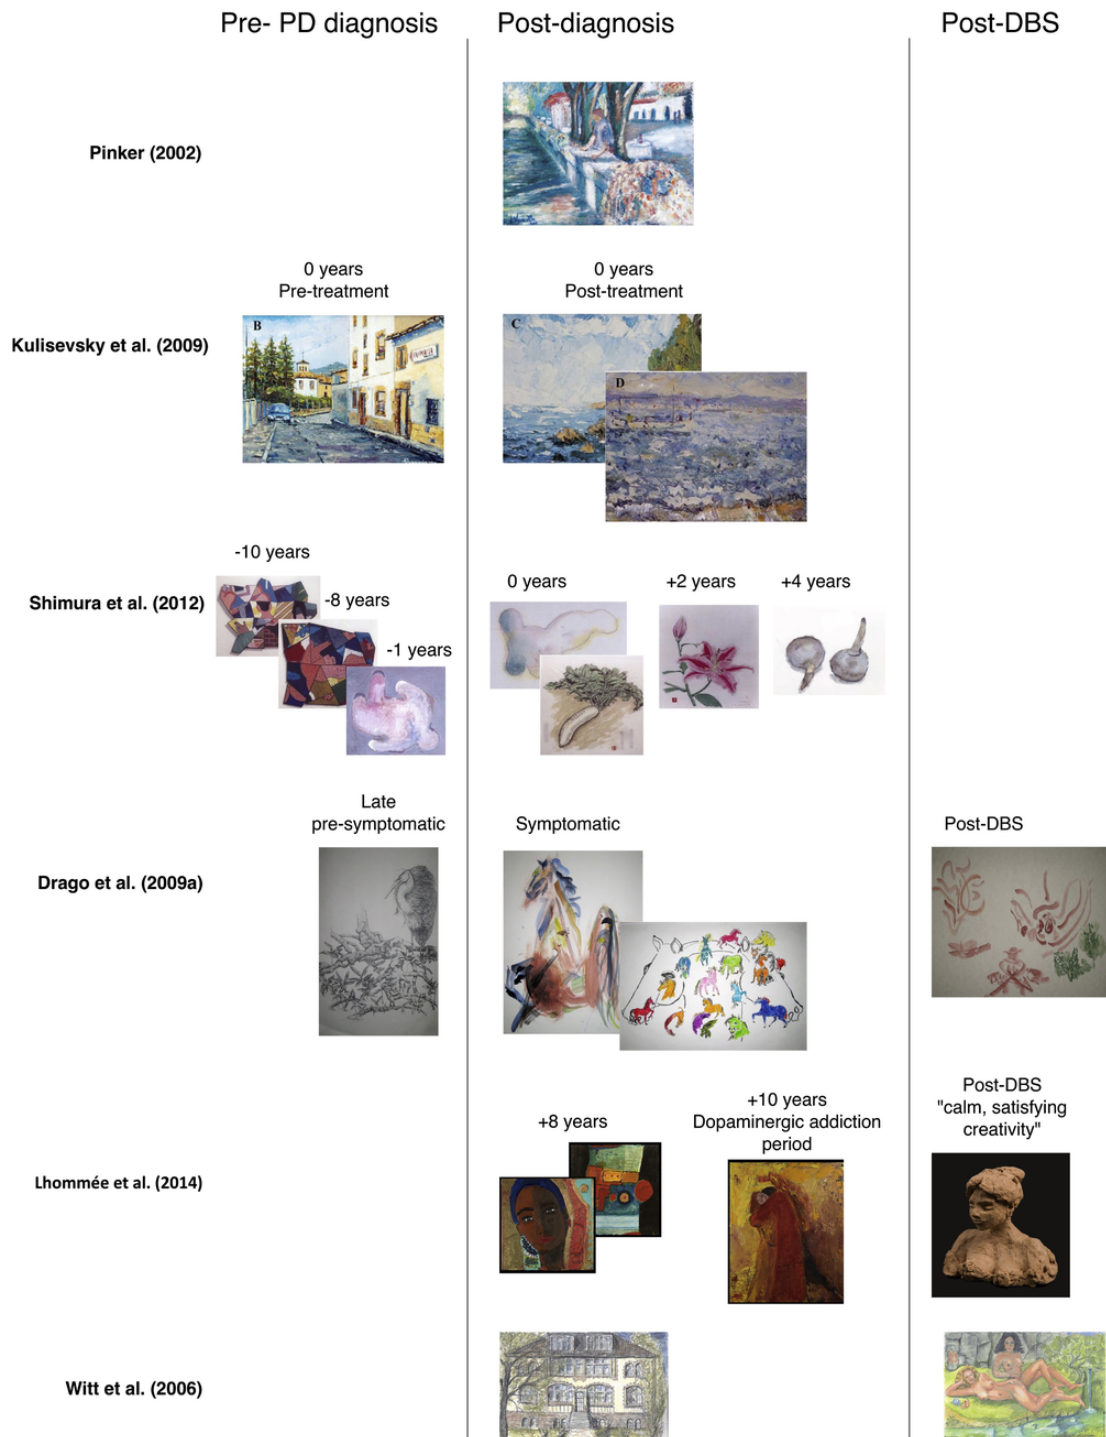 Pre- PD diagnosis
Post-diagnosis
Post-DBS
Pinker (2002)
0 years
Pre-treatment
0 years
Post-treatment
Kulisevsky et al. (2009)
B
C
D
-10 years
-8 years
-1 years
0 years
+2 years
+4 years
Shimura et al. (2012)
Late
pre-symptomatic
Symptomatic
Post-DBS
Drago et al. (2009a)
+8 years
+10 years
Dopaminergic addiction
period
Post-DBS
"calm, satisfying
creativity"
Lhommée et al. (2014)
Witt et al. (2006)